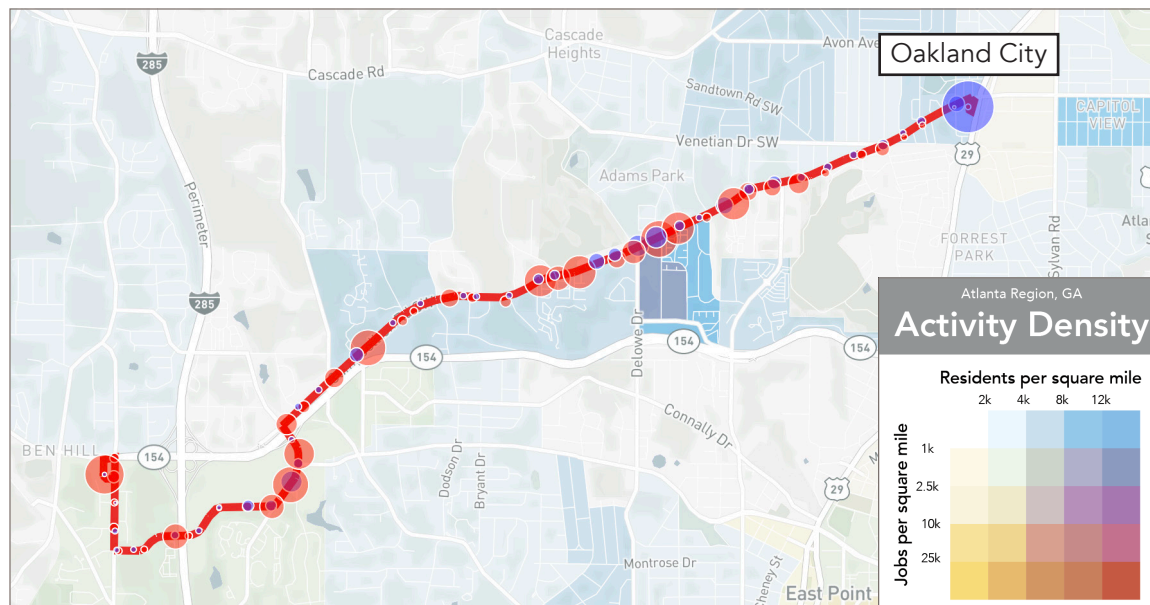 Cascade
Heights
Avon Ave
Oakland City
285
Cascade Rd
Sandtown Rd SW
CAPITOL
VIEW
Venetian Dr SW
29
Adams Park
Perimeter
Sylvan Rd
FORREST
PARK
285
Delowe Dr
154
154
154
Atlanta Region, GA
Activity Density
Residents per square mile
2k 4k 8k 12k
Jobs per square mile
1k
2.5k
10k
25k
Connally Dr
BEN HILL
154
Dodson Dr
Bryant Dr
29
Montrose Dr
East Point